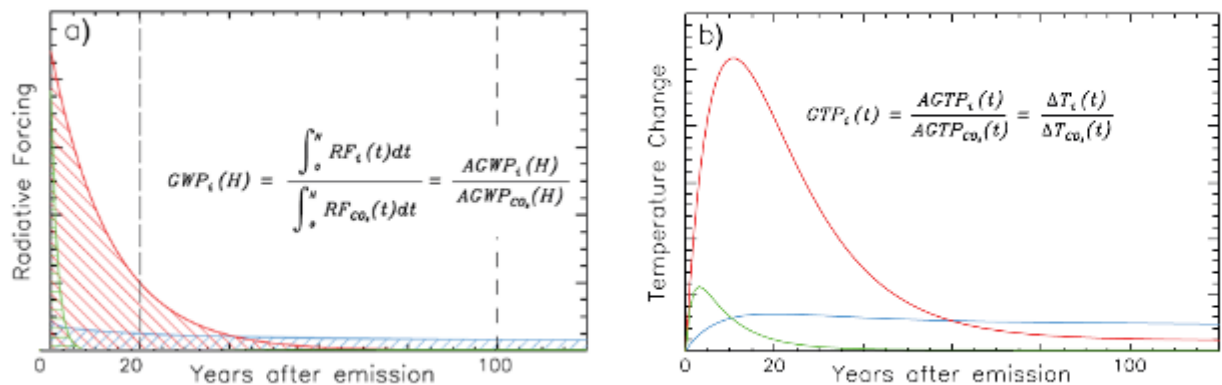 a)
Radiative Forcing
GWP_i(H) = ∫_0^H RF_i(t)dt / ∫_0^H RF_CO₂(t)dt = AGWP_i(H) / AGWP_CO₂(H)
0 20 100
Years after emission
b)
Temperature Change
GTP_i(t) = AGTP_i(t) / AGTP_CO₂(t) = ΔT_i(t) / ΔT_CO₂(t)
0 20 100
Years after emission